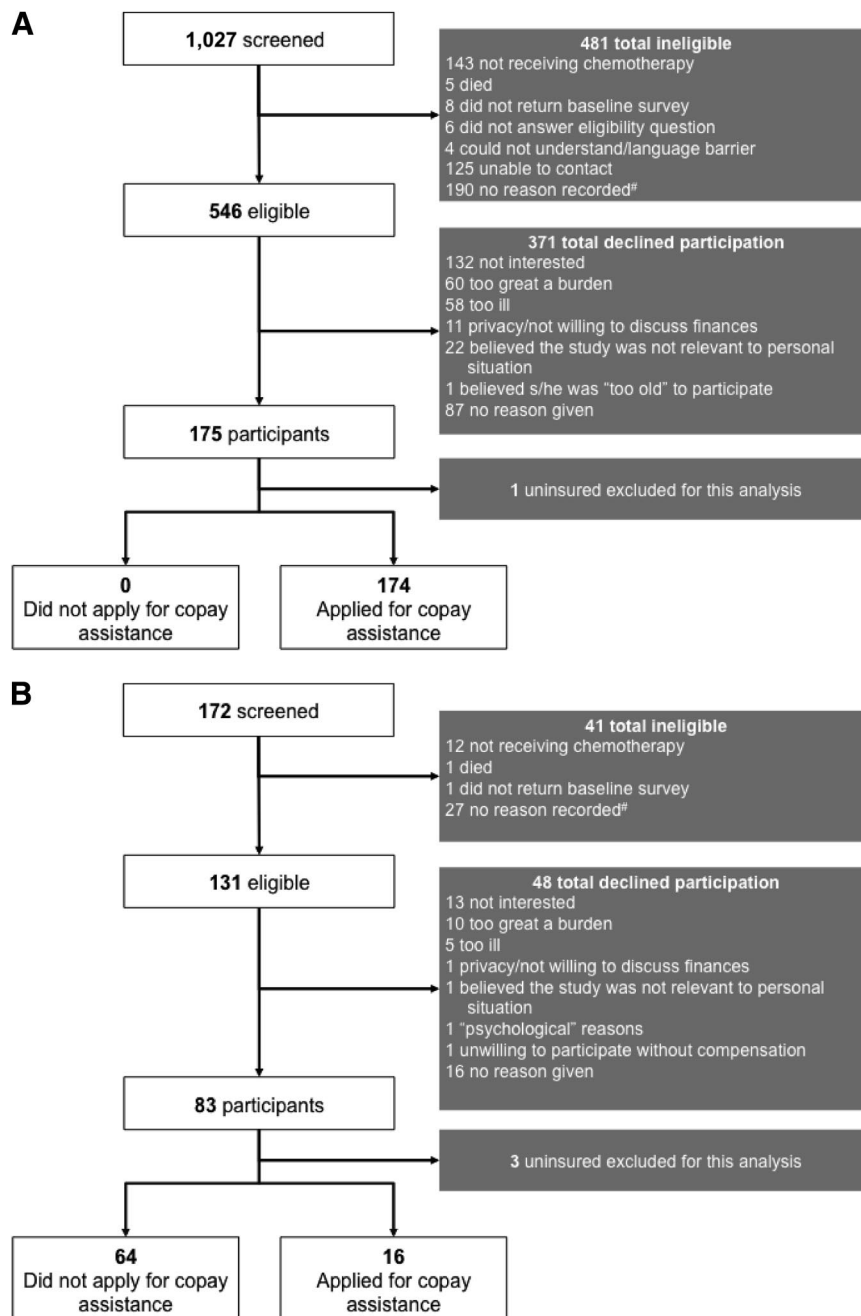 A
1,027 screened
481 total ineligible
143 not receiving chemotherapy
5 died
8 did not return baseline survey
6 did not answer eligibility question
4 could not understand/language barrier
125 unable to contact
190 no reason recorded#
546 eligible
371 total declined participation
132 not interested
60 too great a burden
58 too ill
11 privacy/not willing to discuss finances
22 believed the study was not relevant to personal
situation
1 believed s/he was “too old” to participate
87 no reason given
175 participants
1 uninsured excluded for this analysis
0
Did not apply for copay
assistance
174
Applied for copay
assistance
B
172 screened
41 total ineligible
12 not receiving chemotherapy
1 died
1 did not return baseline survey
27 no reason recorded#
131 eligible
48 total declined participation
13 not interested
10 too great a burden
5 too ill
1 privacy/not willing to discuss finances
1 believed the study was not relevant to personal
situation
1 “psychological” reasons
1 unwilling to participate without compensation
16 no reason given
83 participants
3 uninsured excluded for this analysis
64
Did not apply for copay
assistance
16
Applied for copay
assistance